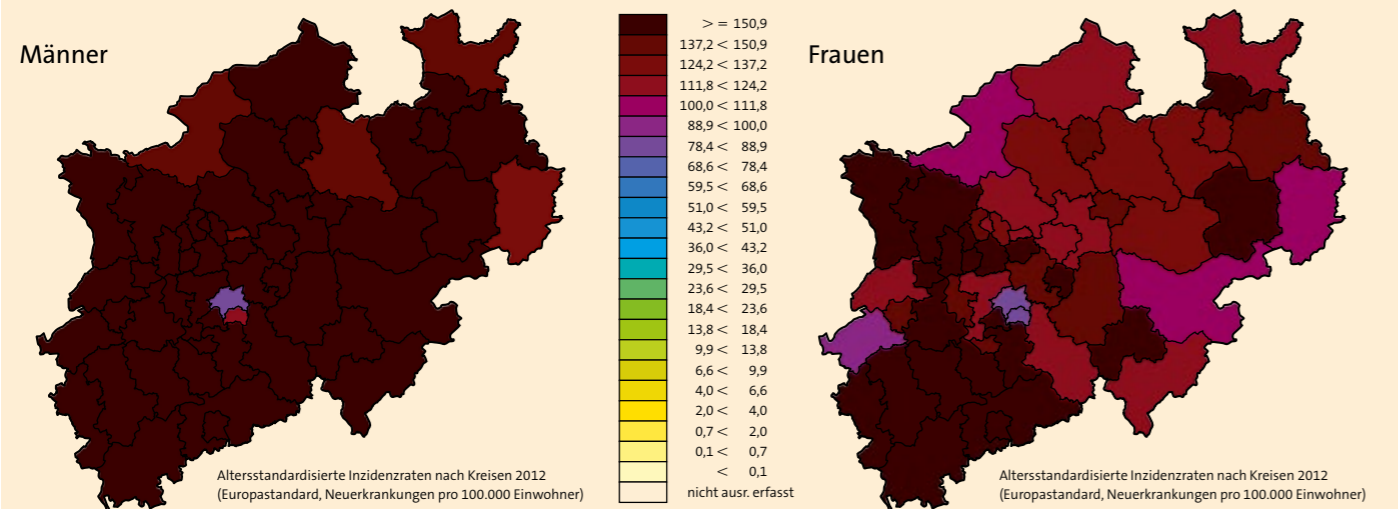 Männer
> = 150,9
137,2 < 150,9
124,2 < 137,2
111,8 < 124,2
100,0 < 111,8
88,9 < 100,0
78,4 < 88,9
68,6 < 78,4
59,5 < 68,6
51,0 < 59,5
43,2 < 51,0
36,0 < 43,2
29,5 < 36,0
23,6 < 29,5
18,4 < 23,6
13,8 < 18,4
9,9 < 13,8
6,6 < 9,9
4,0 < 6,6
2,0 < 4,0
0,7 < 2,0
0,1 < 0,7
< 0,1
nicht ausr. erfasst
Frauen
Altersstandardisierte Inzidenzraten nach Kreisen 2012
(Europastandard, Neuerkrankungen pro 100.000 Einwohner)
Altersstandardisierte Inzidenzraten nach Kreisen 2012
(Europastandard, Neuerkrankungen pro 100.000 Einwohner)